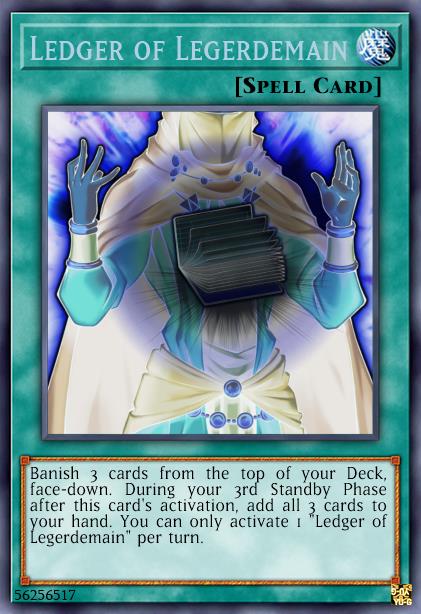 Ledger of Legerdemain
魔
[Spell Card]
Banish 3 cards from the top of your Deck,
face-down. During your 3rd Standby Phase
after this card's activation, add all 3 cards to
your hand. You can only activate 1 "Ledger of
Legerdemain" per turn.
56256517